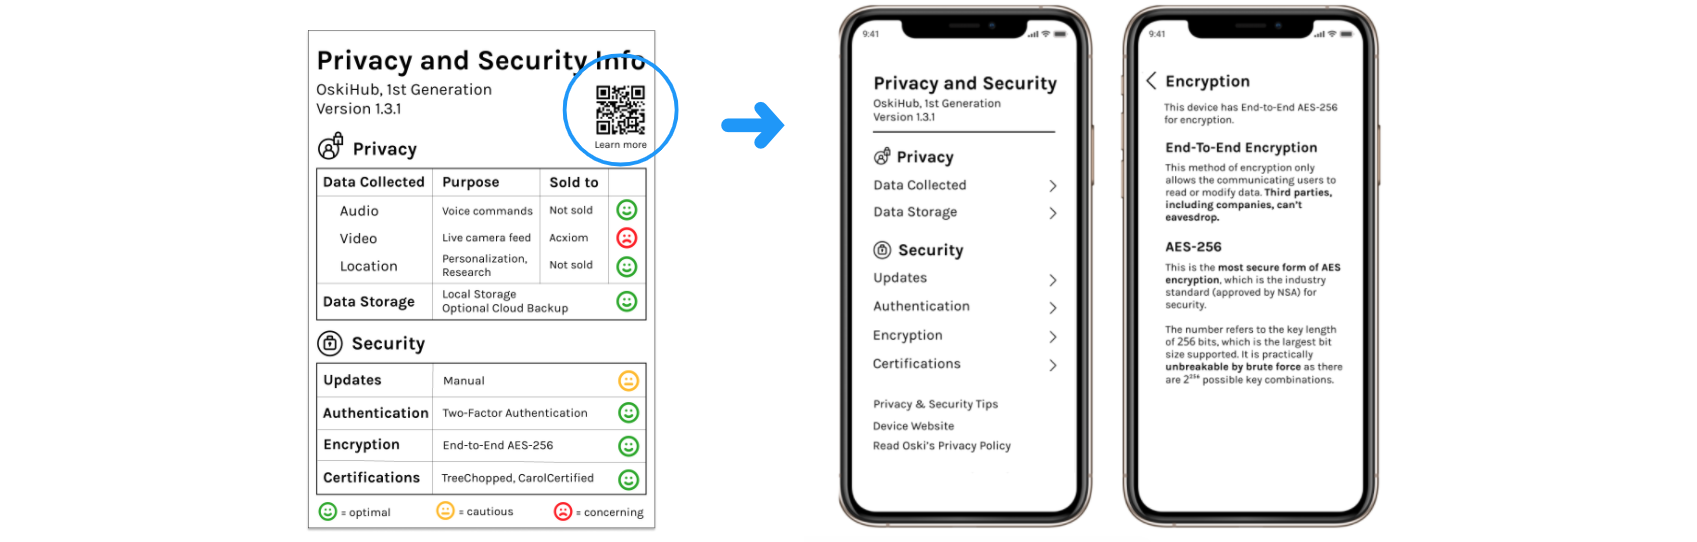 Privacy and Security Info
OskiHub, 1st Generation
Version 1.3.1
Learn more
Privacy
Data Collected Purpose Sold to
Audio Voice commands Not sold
Video Live camera feed Acxiom
Location Personalization, Research Not sold
Data Storage Local Storage
Optional Cloud Backup
Security
Updates Manual
Authentication Two-Factor Authentication
Encryption End-to-End AES-256
Certifications TreeChopped, CarolCertified
= optimal = cautious = concerning
9:41
Privacy and Security
OskiHub, 1st Generation
Version 1.3.1
Privacy
Data Collected
Data Storage
Security
Updates
Authentication
Encryption
Certifications
Privacy & Security Tips
Device Website
Read Oski's Privacy Policy
9:41
Encryption
This device has End-to-End AES-256
for encryption.
End-To-End Encryption
This method of encryption only
allows the communicating users to
read or modify data. Third parties,
including companies, can't
eavesdrop.
AES-256
This is the most secure form of AES
encryption, which is the industry
standard (approved by NSA) for
security.
The number refers to the key length
of 256 bits, which is the largest bit
size supported. It is practically
unbreakable by brute force as there
are 2²⁵⁶ possible key combinations.